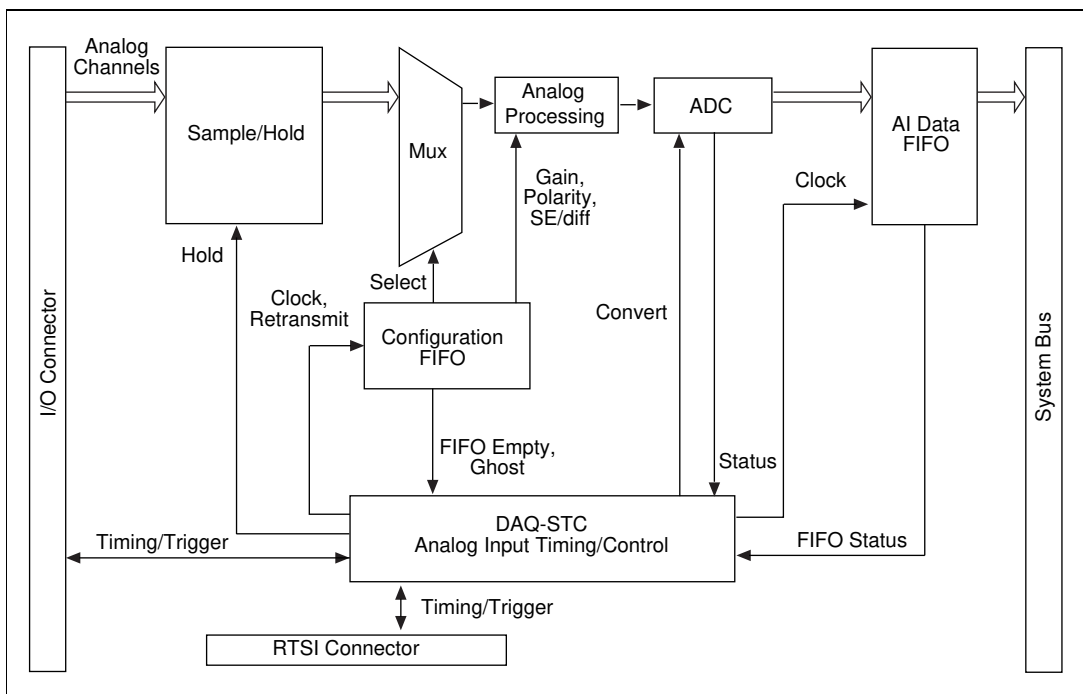 Analog
Channels
Sample/Hold
Mux
Analog
Processing
ADC
AI Data
FIFO
Gain,
Polarity,
SE/diff
Clock
Hold
Select
Clock,
Retransmit
Convert
Configuration
FIFO
I/O Connector
System Bus
FIFO Empty,
Ghost
Status
DAQ-STC
Analog Input Timing/Control
Timing/Trigger
FIFO Status
Timing/Trigger
RTSI Connector